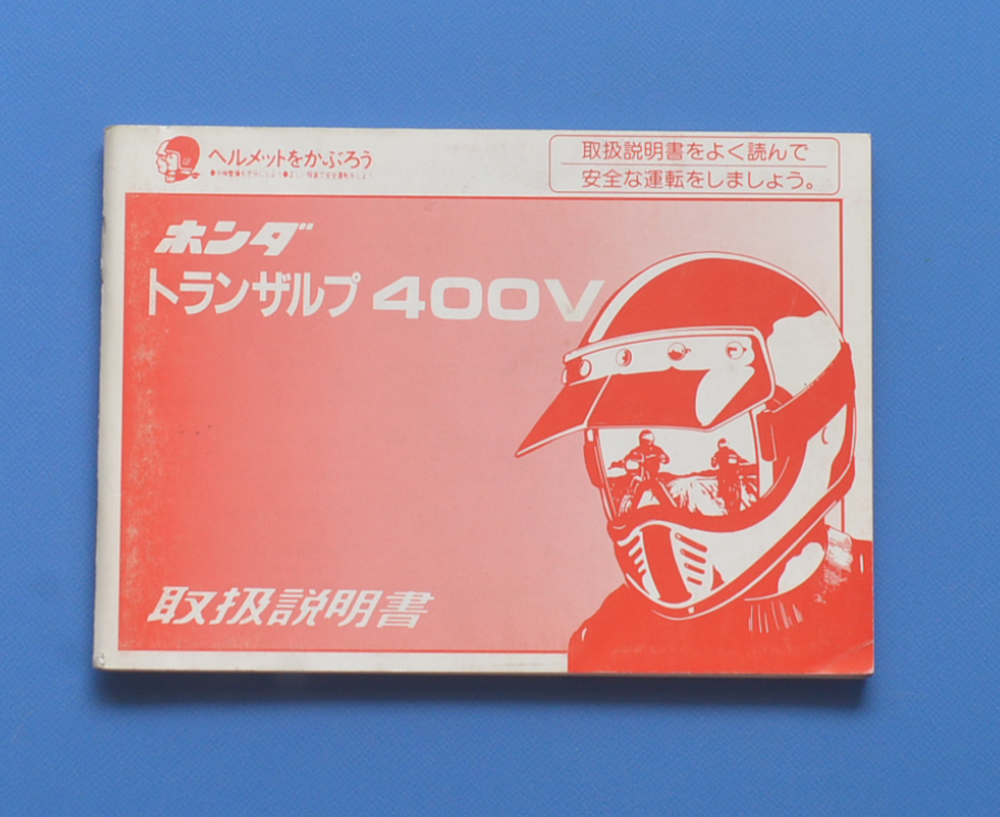 ヘルメットをかぶろう
取扱説明書をよく読んで
安全な運転をしましょう。
ホンダ
トランザルプ 400V
取扱説明書